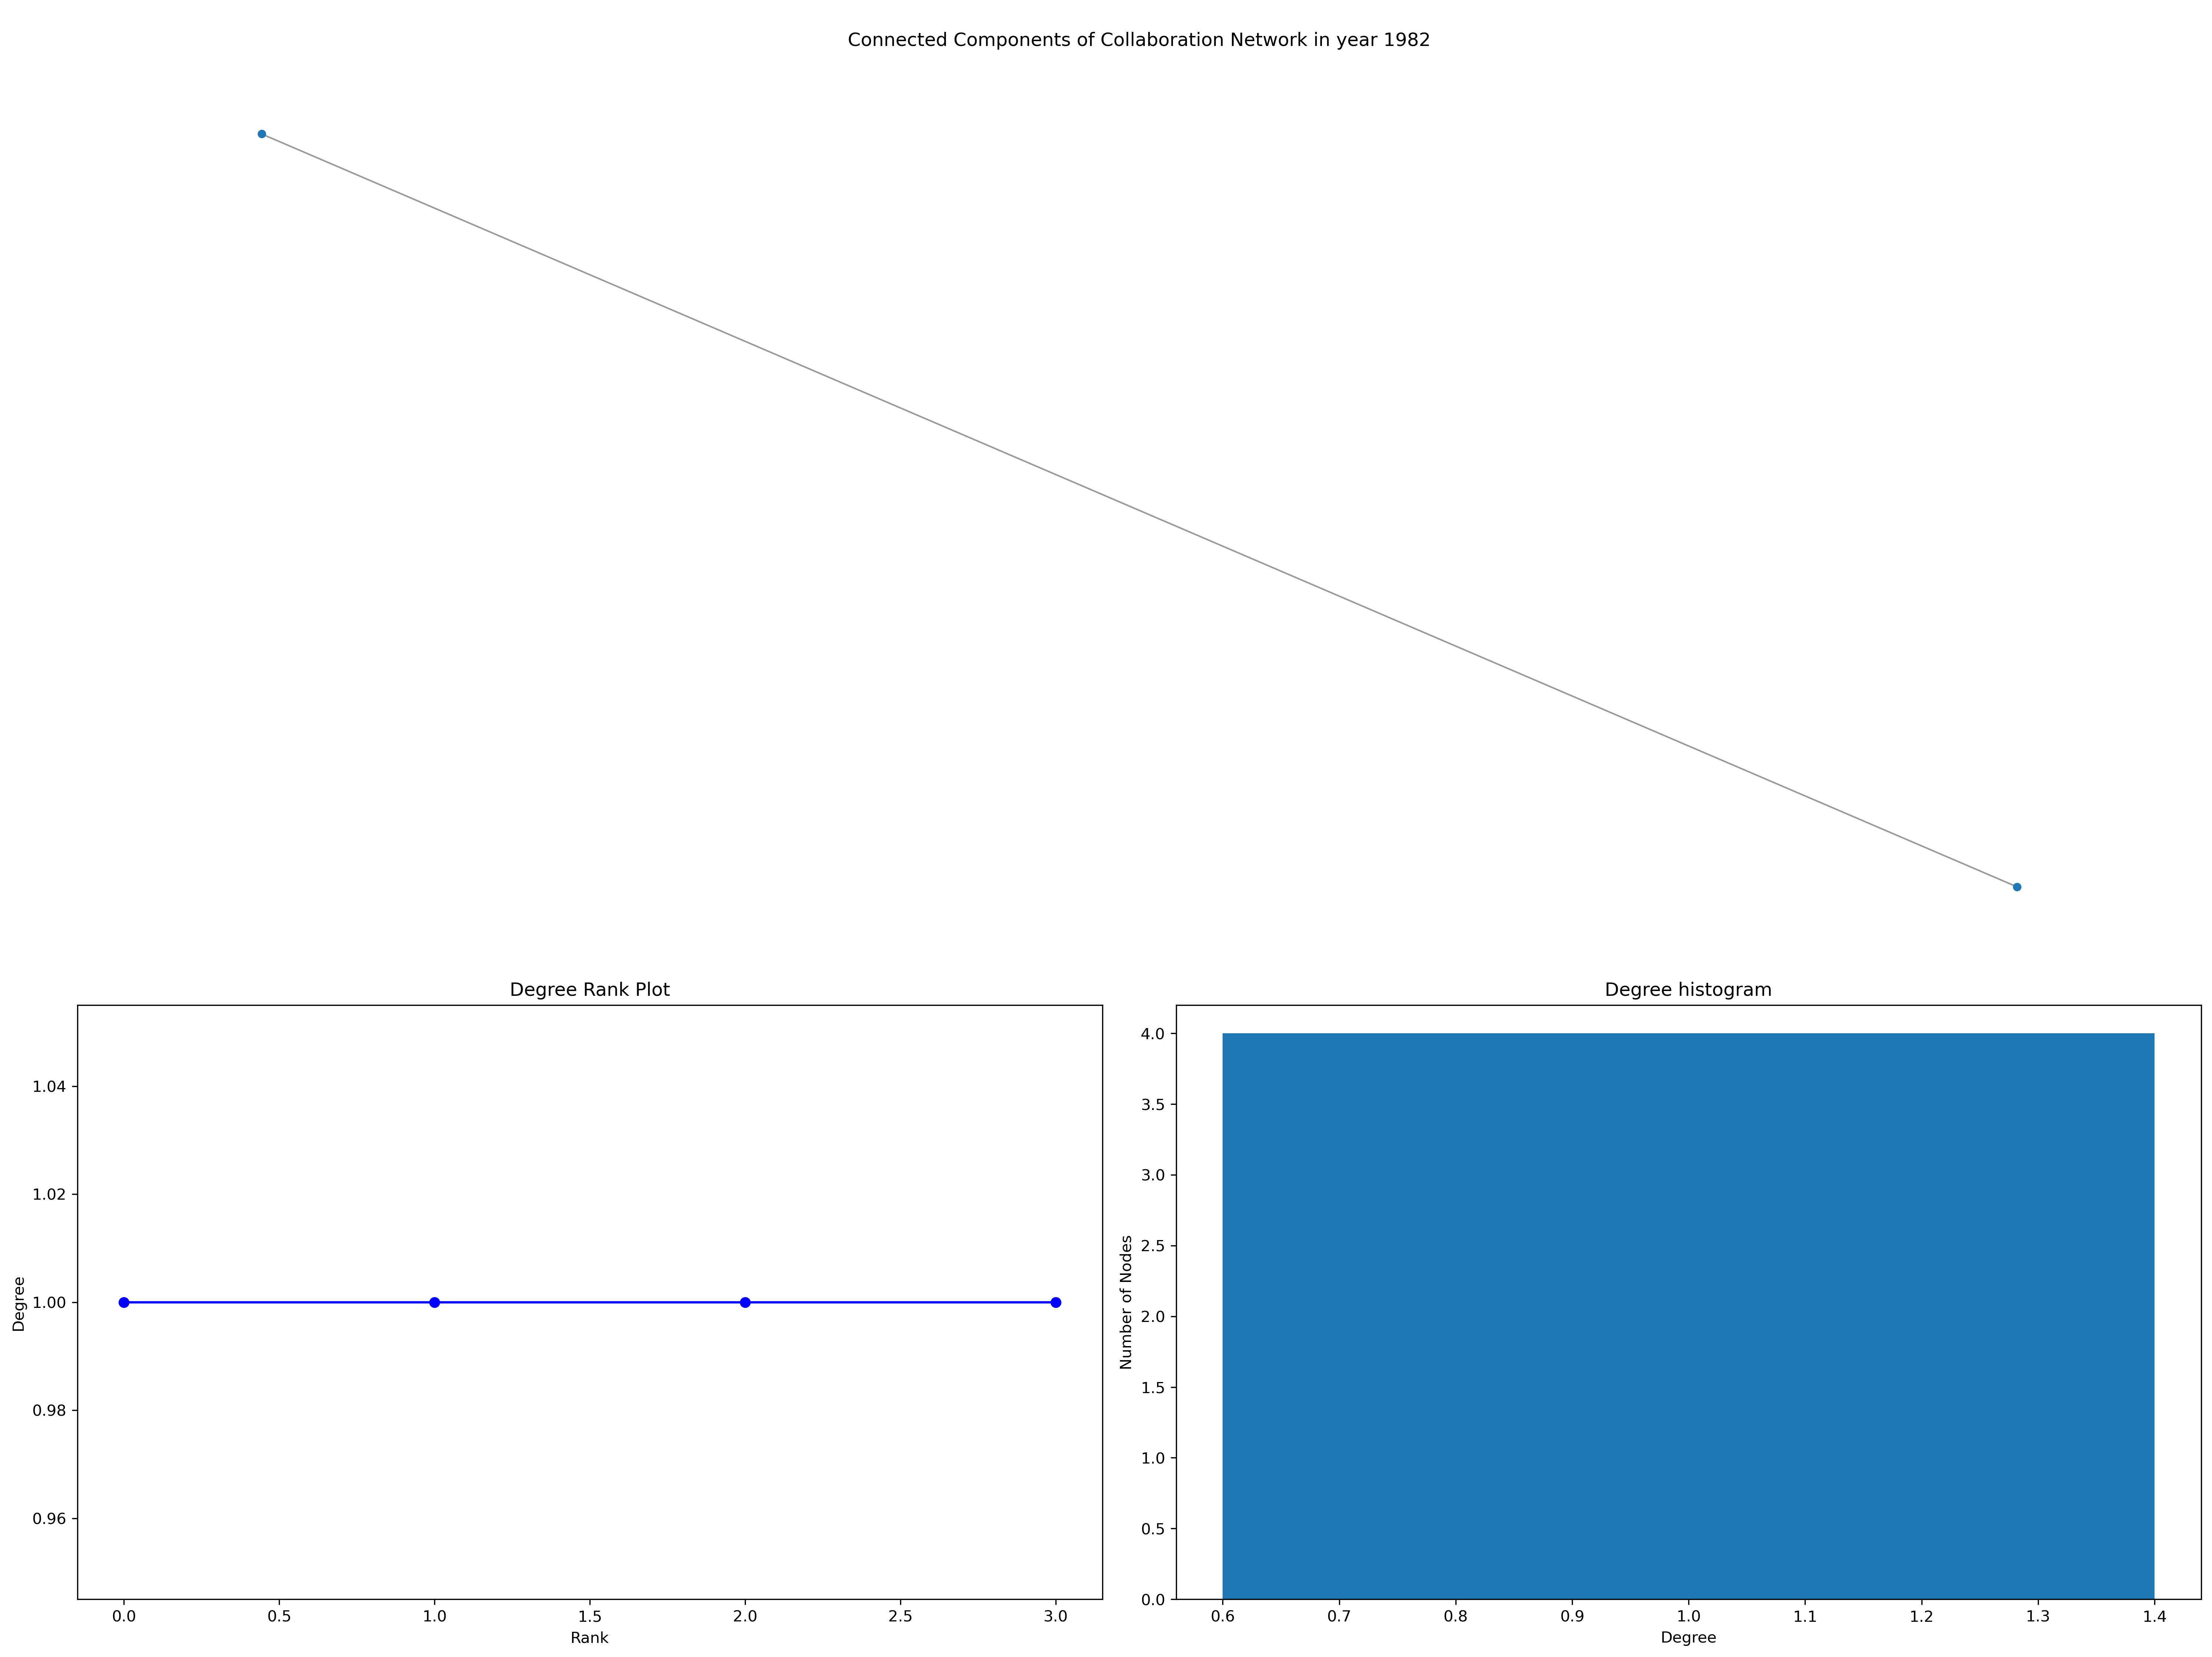 Connected Components of Collaboration Network in year 1982
Degree Rank Plot
Degree
1.04
1.02
1.00
0.98
0.96
0.0 0.5 1.0 1.5 2.0 2.5 3.0
Rank
Degree histogram
Number of Nodes
4.0
3.5
3.0
2.5
2.0
1.5
1.0
0.5
0.0
0.6 0.7 0.8 0.9 1.0 1.1 1.2 1.3 1.4
Degree